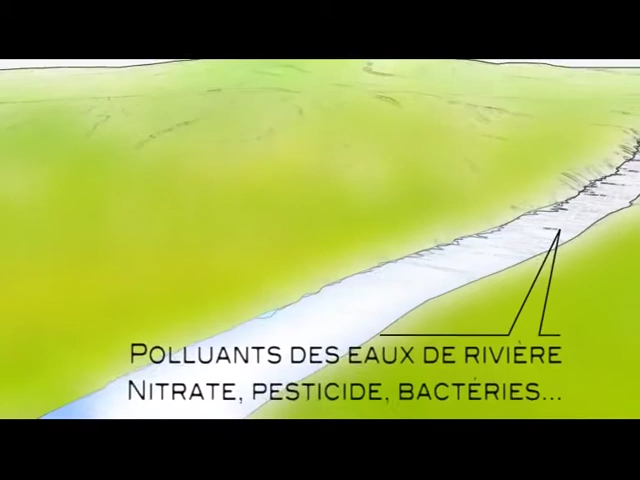 Polluants des eaux de rivière
Nitrate, pesticide, bactéries...